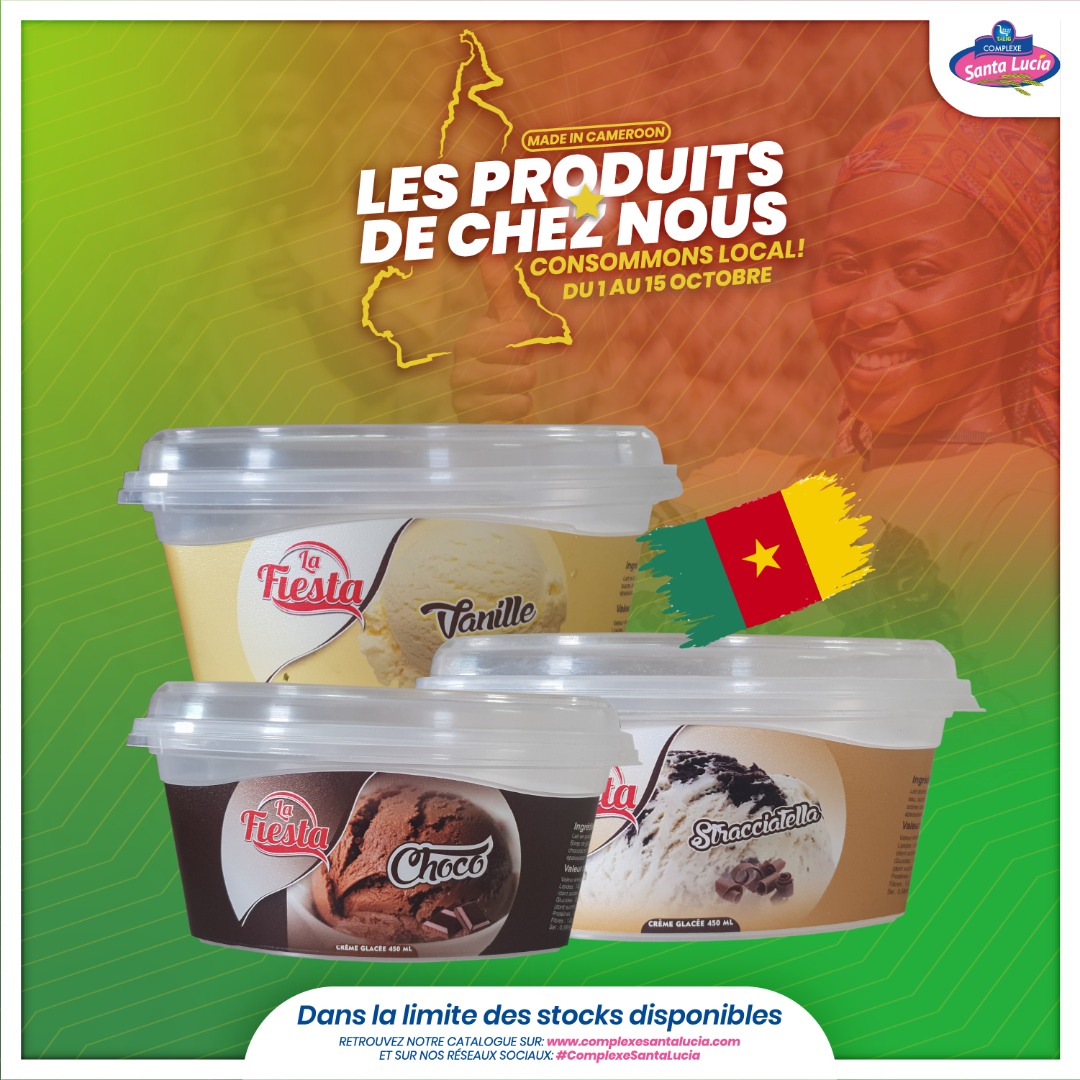 COMPLEXE
Santa Lucia
MADE IN CAMEROON
LES PRODUITS
DE CHEZ NOUS
CONSOMMONS LOCAL!
DU 1 AU 15 OCTOBRE
La
Fiesta
Vanille
La
Fiesta
Choco
CRÈME GLACÉE 450 ML
ta
Stracciatella
CRÈME GLACÉE 450 ML
Dans la limite des stocks disponibles
RETROUVEZ NOTRE CATALOGUE SUR: www.complexesantalucia.com
ET SUR NOS RÉSEAUX SOCIAUX: #ComplexeSantaLucia